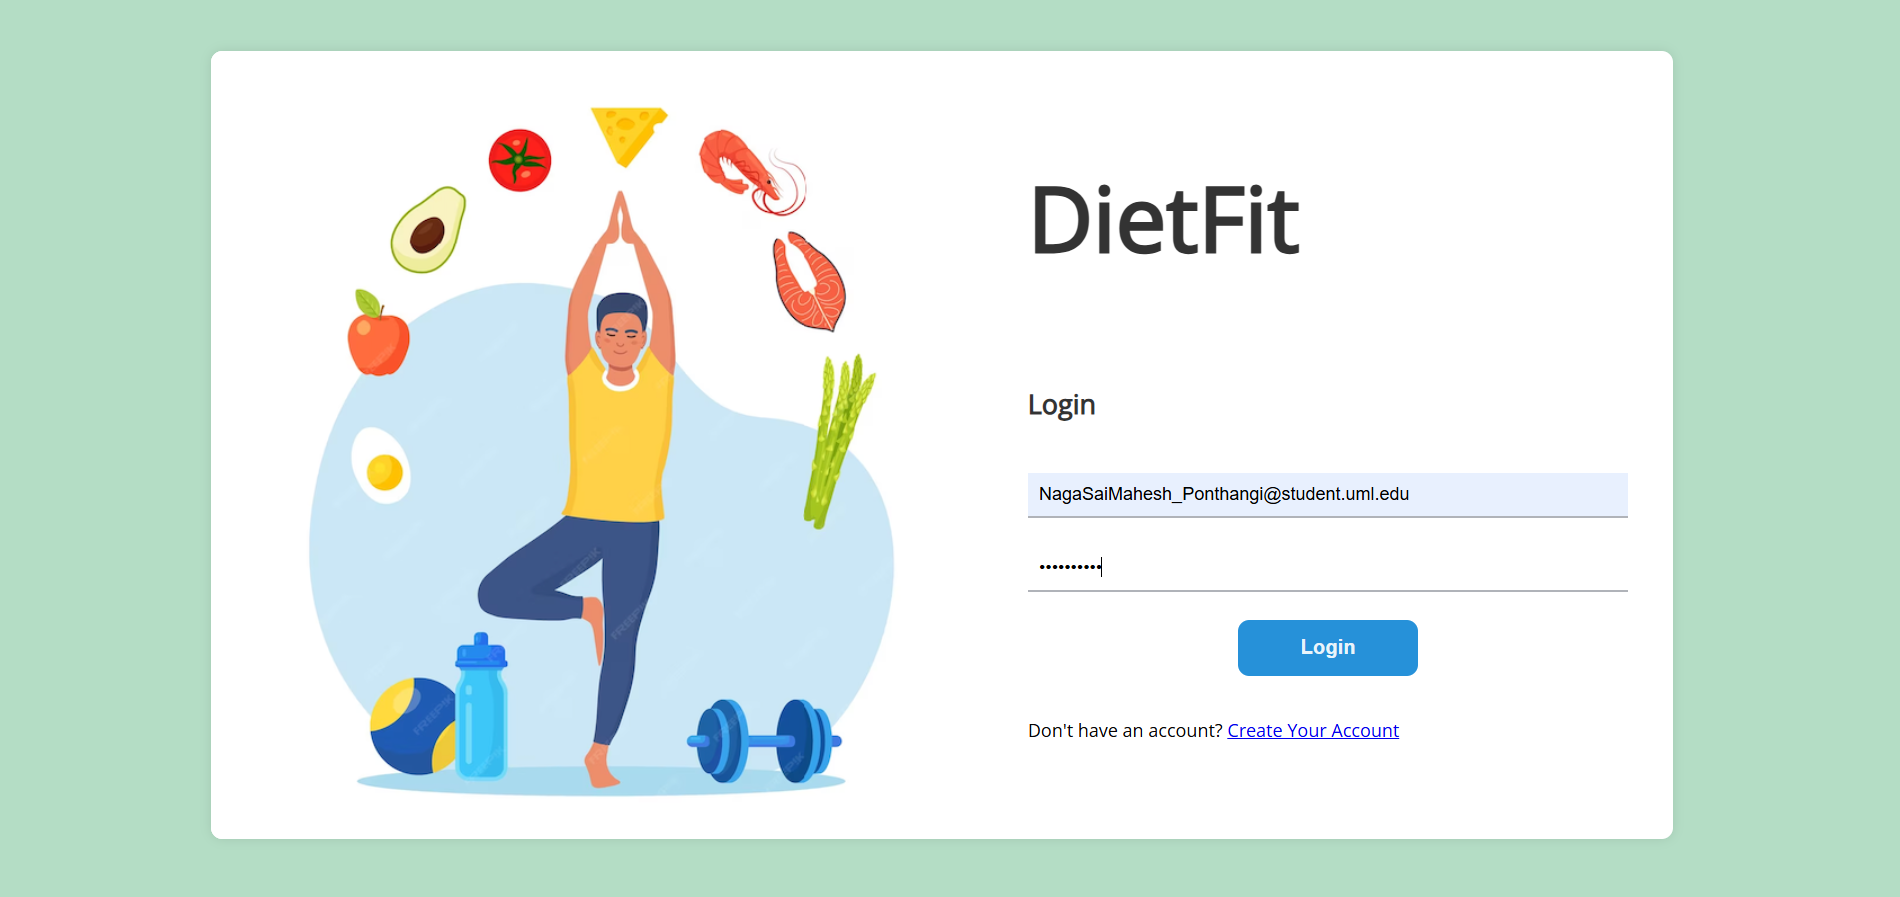 DietFit
Login
NagaSaiMahesh_Ponthangi@student.uml.edu
••••••••••
Login
Don't have an account? Create Your Account